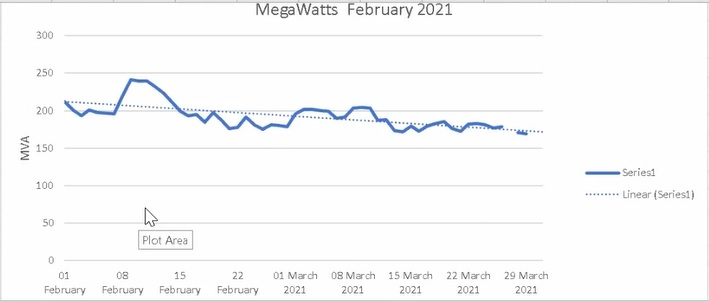 MegaWatts February 2021
300
250
200
150
100
50
0
MVA
Plot Area
Series1
Linear (Series1)
01 February
08 February
15 February
22 February
01 March 2021
08 March 2021
15 March 2021
22 March 2021
29 March 2021